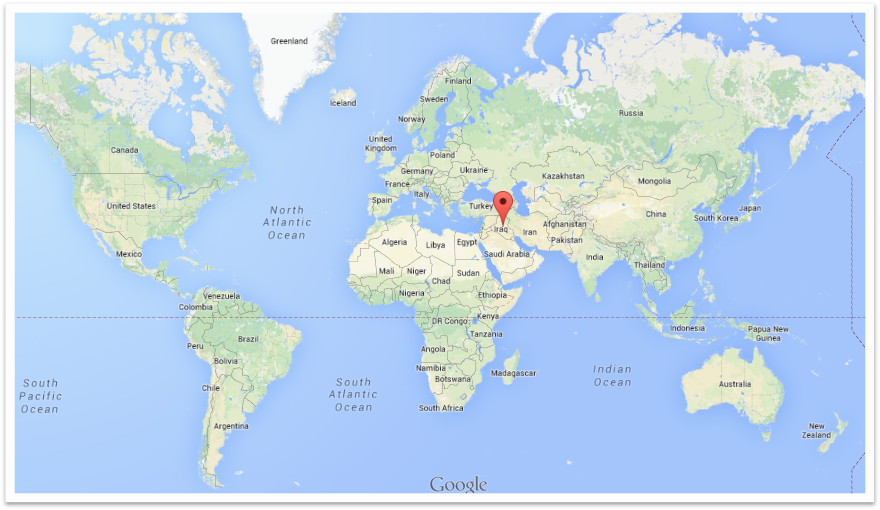 Greenland
Iceland
Finland
Sweden
Norway
Russia
United
Kingdom
Canada
Poland
Germany
Ukraine
Kazakhstan
Mongolia
France
Italy
Spain
Turkey
United States
North
Atlantic
Ocean
China
Japan
South Korea
Afghanistan
Iraq
Iran
Pakistan
Algeria
Libya
Egypt
Saudi Arabia
India
Mexico
Thailand
Mali
Niger
Chad
Sudan
Nigeria
Ethiopia
Venezuela
Colombia
DR Congo
Kenya
Tanzania
Indonesia
Papua New
Guinea
Brazil
Peru
Bolivia
Angola
Namibia
Botswana
Madagascar
Indian
Ocean
South
Pacific
Ocean
Chile
South
Atlantic
Ocean
Australia
South Africa
Argentina
New
Zealand
Google